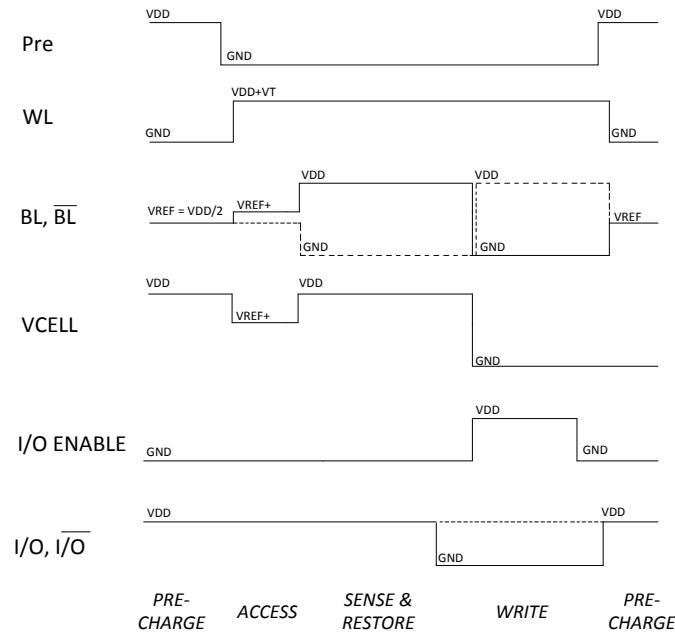 VDD VDD
Pre
GND
VDD+VT
WL
GND GND
VDD VDD
VREF = VDD/2 VREF+ VREF
BL, BL
GND GND
VDD VDD
VCELL
VREF+
GND
VDD
I/O ENABLE
GND GND
VDD VDD
I/O, I/O
GND
PRE- ACCESS SENSE & WRITE PRE-
CHARGE RESTORE CHARGE